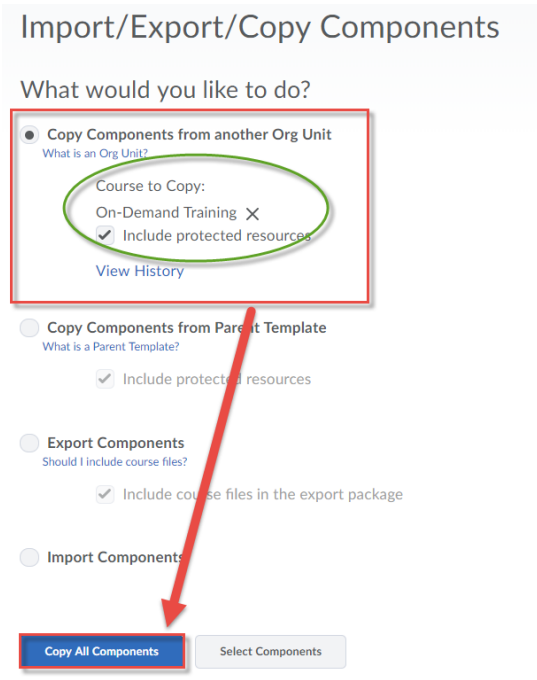 Import/Export/Copy Components
What would you like to do?
Copy Components from another Org Unit
What is an Org Unit?
Course to Copy:
On-Demand Training
Include protected resources
View History
Copy Components from Parent Template
What is a Parent Template?
Include protected resources
Export Components
Should I include course files?
Include course files in the export package
Import Components
Copy All Components
Select Components